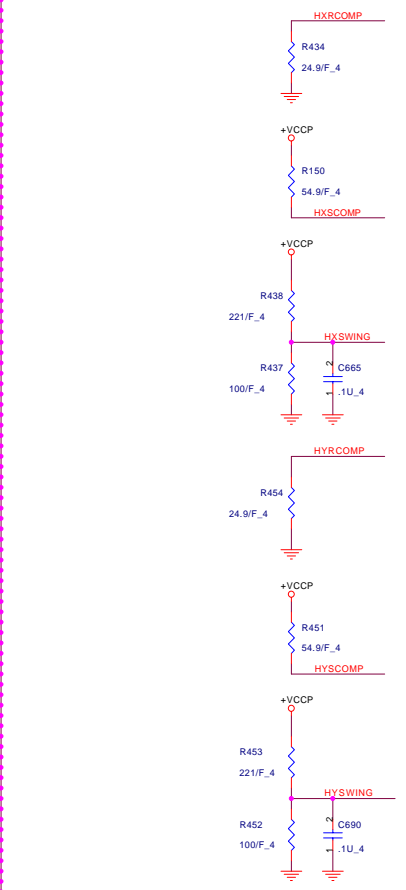 HXRCOMP
R434
24.9/F_4
+VCCP
R150
54.9/F_4
HXSCOMP
+VCCP
R438
221/F_4
HXSWING
R437
100/F_4
2
C665
1
.1U_4
HYRCOMP
R454
24.9/F_4
+VCCP
R451
54.9/F_4
HYSCOMP
+VCCP
R453
221/F_4
HYSWING
R452
100/F_4
2
C690
1
.1U_4